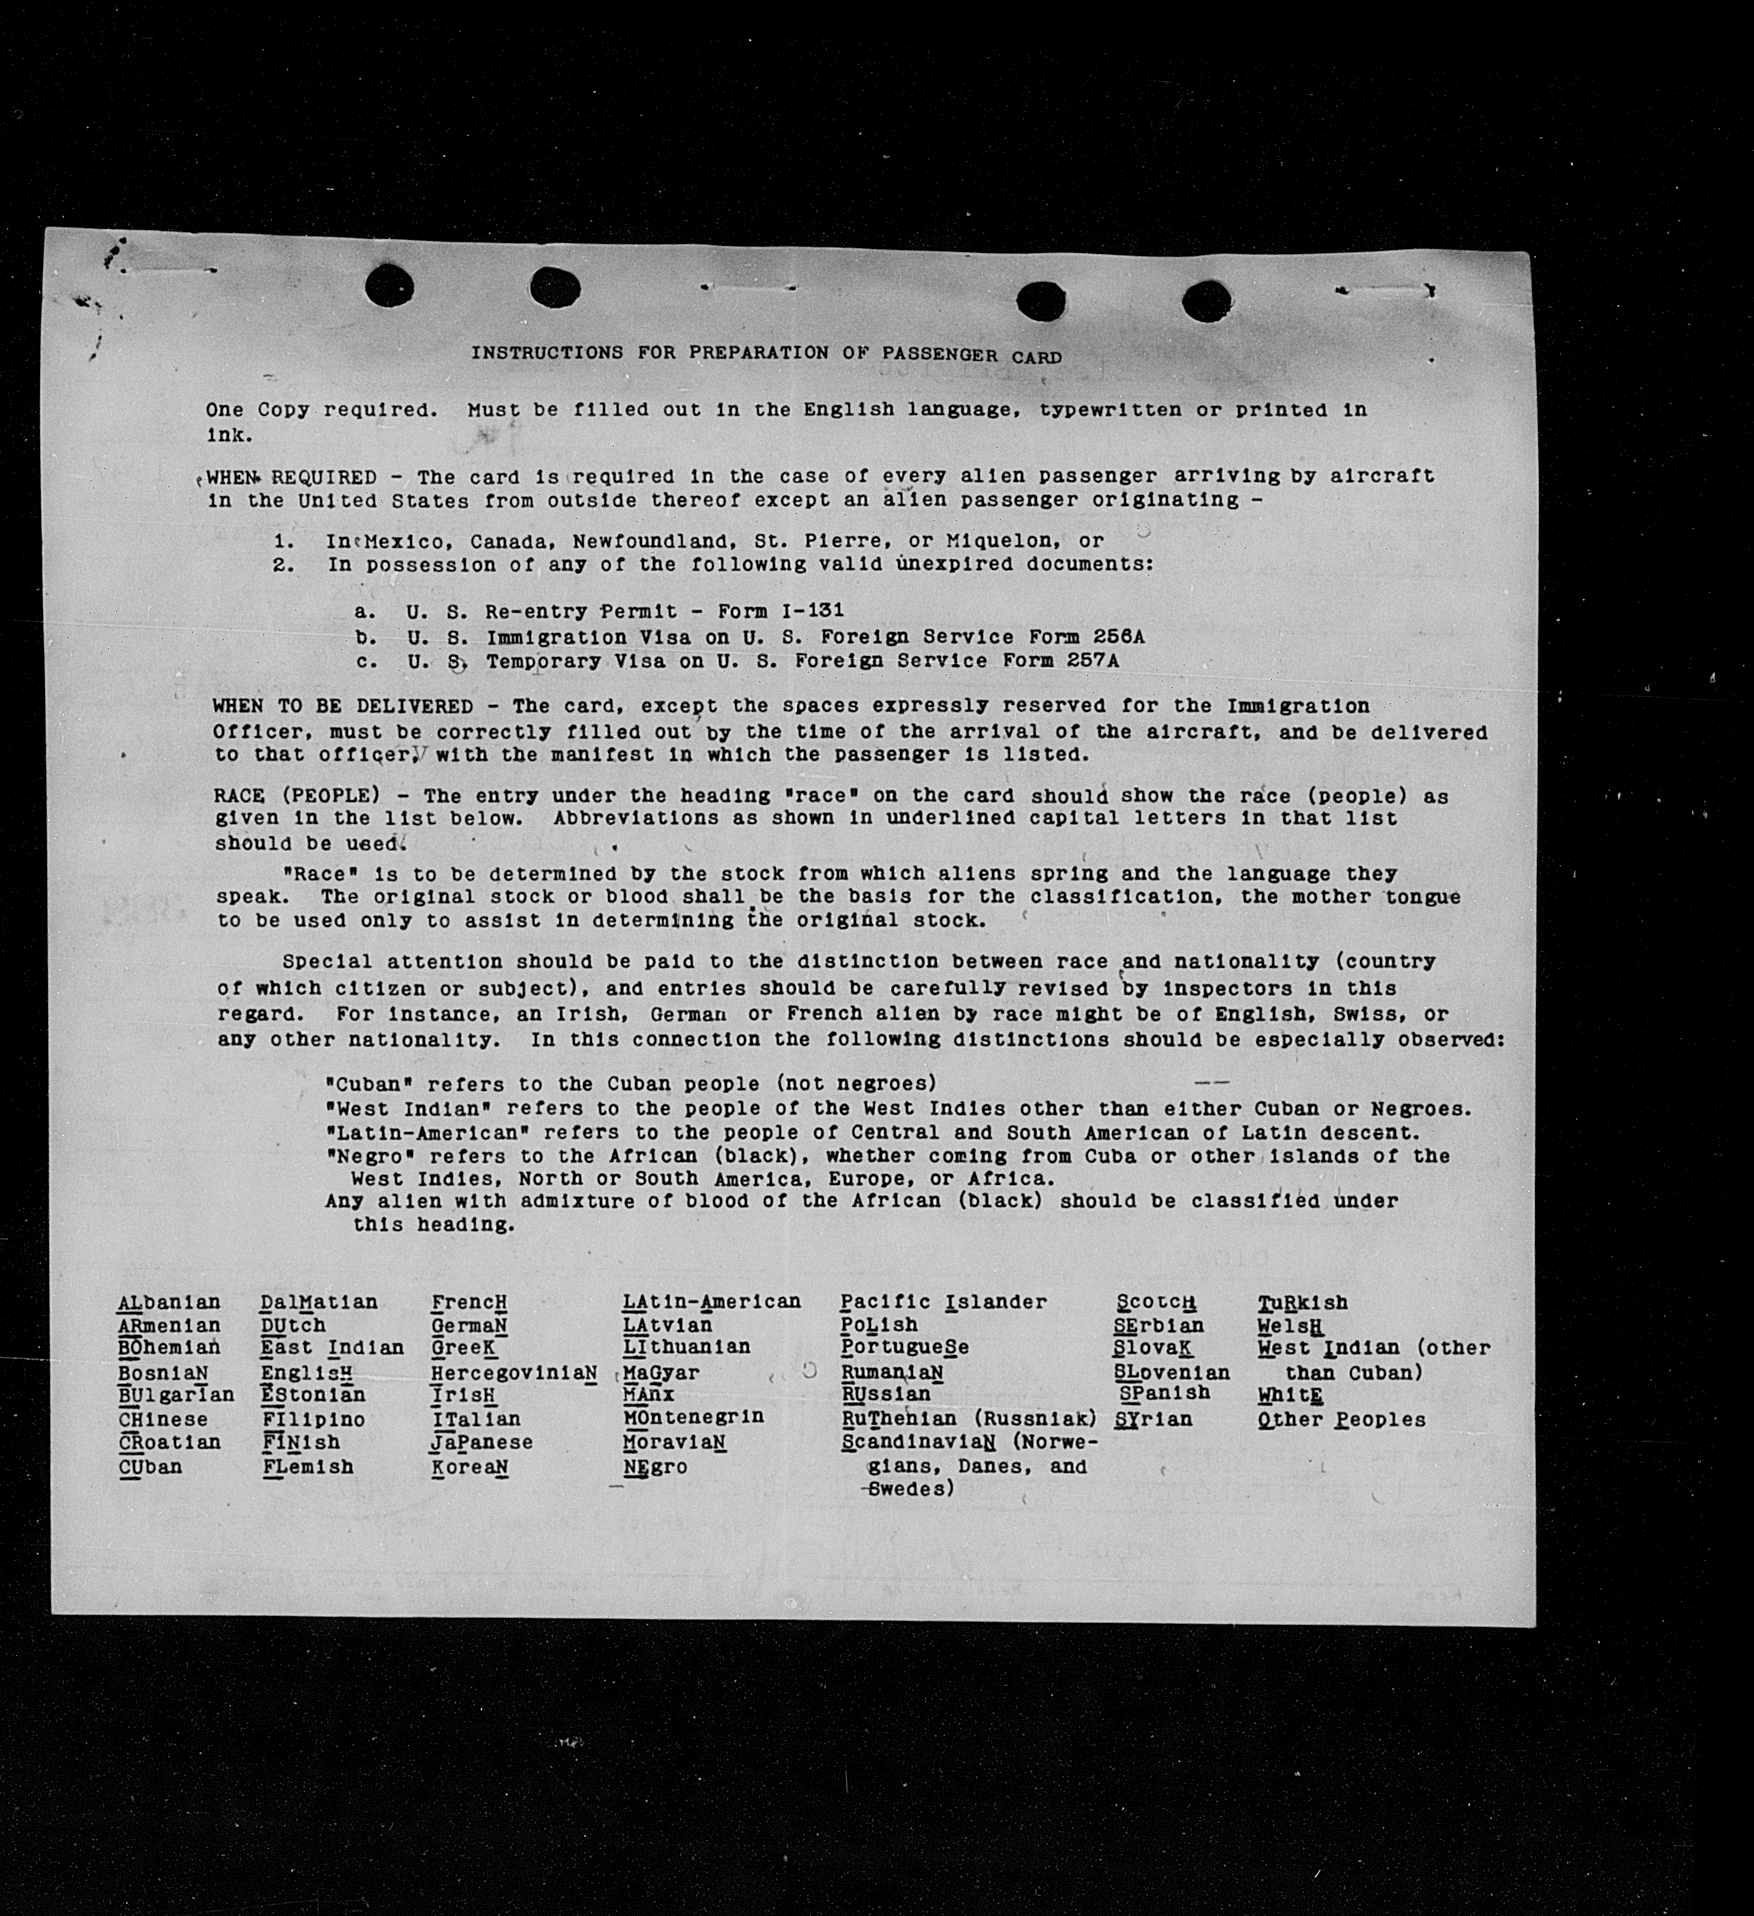 INSTRUCTIONS FOR PREPARATION OF PASSENGER CARD
One Copy required. Must be filled out in the English language, typewritten or printed in
ink.
WHEN REQUIRED - The card is required in the case of every alien passenger arriving by aircraft
in the United States from outside thereof except an alien passenger originating -
1. In Mexico, Canada, Newfoundland, St. Pierre, or Miquelon, or
2. In possession of any of the following valid unexpired documents:
a. U. S. Re-entry Permit - Form I-131
b. U. S. Immigration Visa on U. S. Foreign Service Form 256A
c. U. S. Temporary Visa on U. S. Foreign Service Form 257A
WHEN TO BE DELIVERED - The card, except the spaces expressly reserved for the Immigration
Officer, must be correctly filled out by the time of the arrival of the aircraft, and be delivered
to that officer, with the manifest in which the passenger is listed.
RACE (PEOPLE) - The entry under the heading "race" on the card should show the race (people) as
given in the list below. Abbreviations as shown in underlined capital letters in that list
should be used.
"Race" is to be determined by the stock from which aliens spring and the language they
speak. The original stock or blood shall be the basis for the classification, the mother tongue
to be used only to assist in determining the original stock.
Special attention should be paid to the distinction between race and nationality (country
of which citizen or subject), and entries should be carefully revised by inspectors in this
regard. For instance, an Irish, German or French alien by race might be of English, Swiss, or
any other nationality. In this connection the following distinctions should be especially observed:
"Cuban" refers to the Cuban people (not negroes)
"West Indian" refers to the people of the West Indies other than either Cuban or Negroes.
"Latin-American" refers to the people of Central and South American of Latin descent.
"Negro" refers to the African (black), whether coming from Cuba or other islands of the
West Indies, North or South America, Europe, or Africa.
Any alien with admixture of blood of the African (black) should be classified under
this heading.
ALbanian DalMatian FrencH LAtin-American Pacific Islander ScotcH TuRkish
ARmenian DUtch GermaN LAtvian PoLish SErbian WelsH
BOhemian East Indian GreeK LIthuanian PortugueSe SlovaK West Indian (other
BosniaN EnglisH HercegoviniaN MaGyar RumaniaN SLovenian than Cuban)
BUlgarian EStonian IrisH MAnx RUssian SPanish WhitE
CHinese FIlipino ITalian MOntenegrin RuThenian (Russniak) SYrian Other Peoples
CRoatian FiNish JaPanese MoraviaN ScandinaviaN (Norwe-
CUban FLemish KoreaN NEgro gians, Danes, and
Swedes)